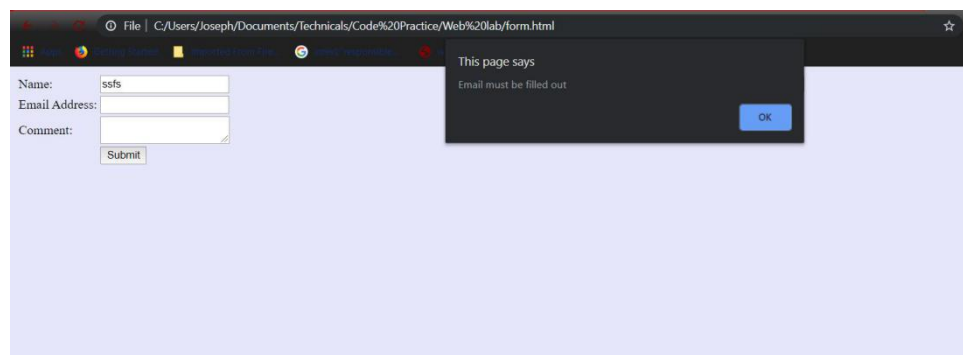 File | C:/Users/Joseph/Documents/Technicals/Code%20Practice/Web%20lab/form.html
This page says
Email must be filled out
OK
Name: ssfs
Email Address:
Comment:
Submit